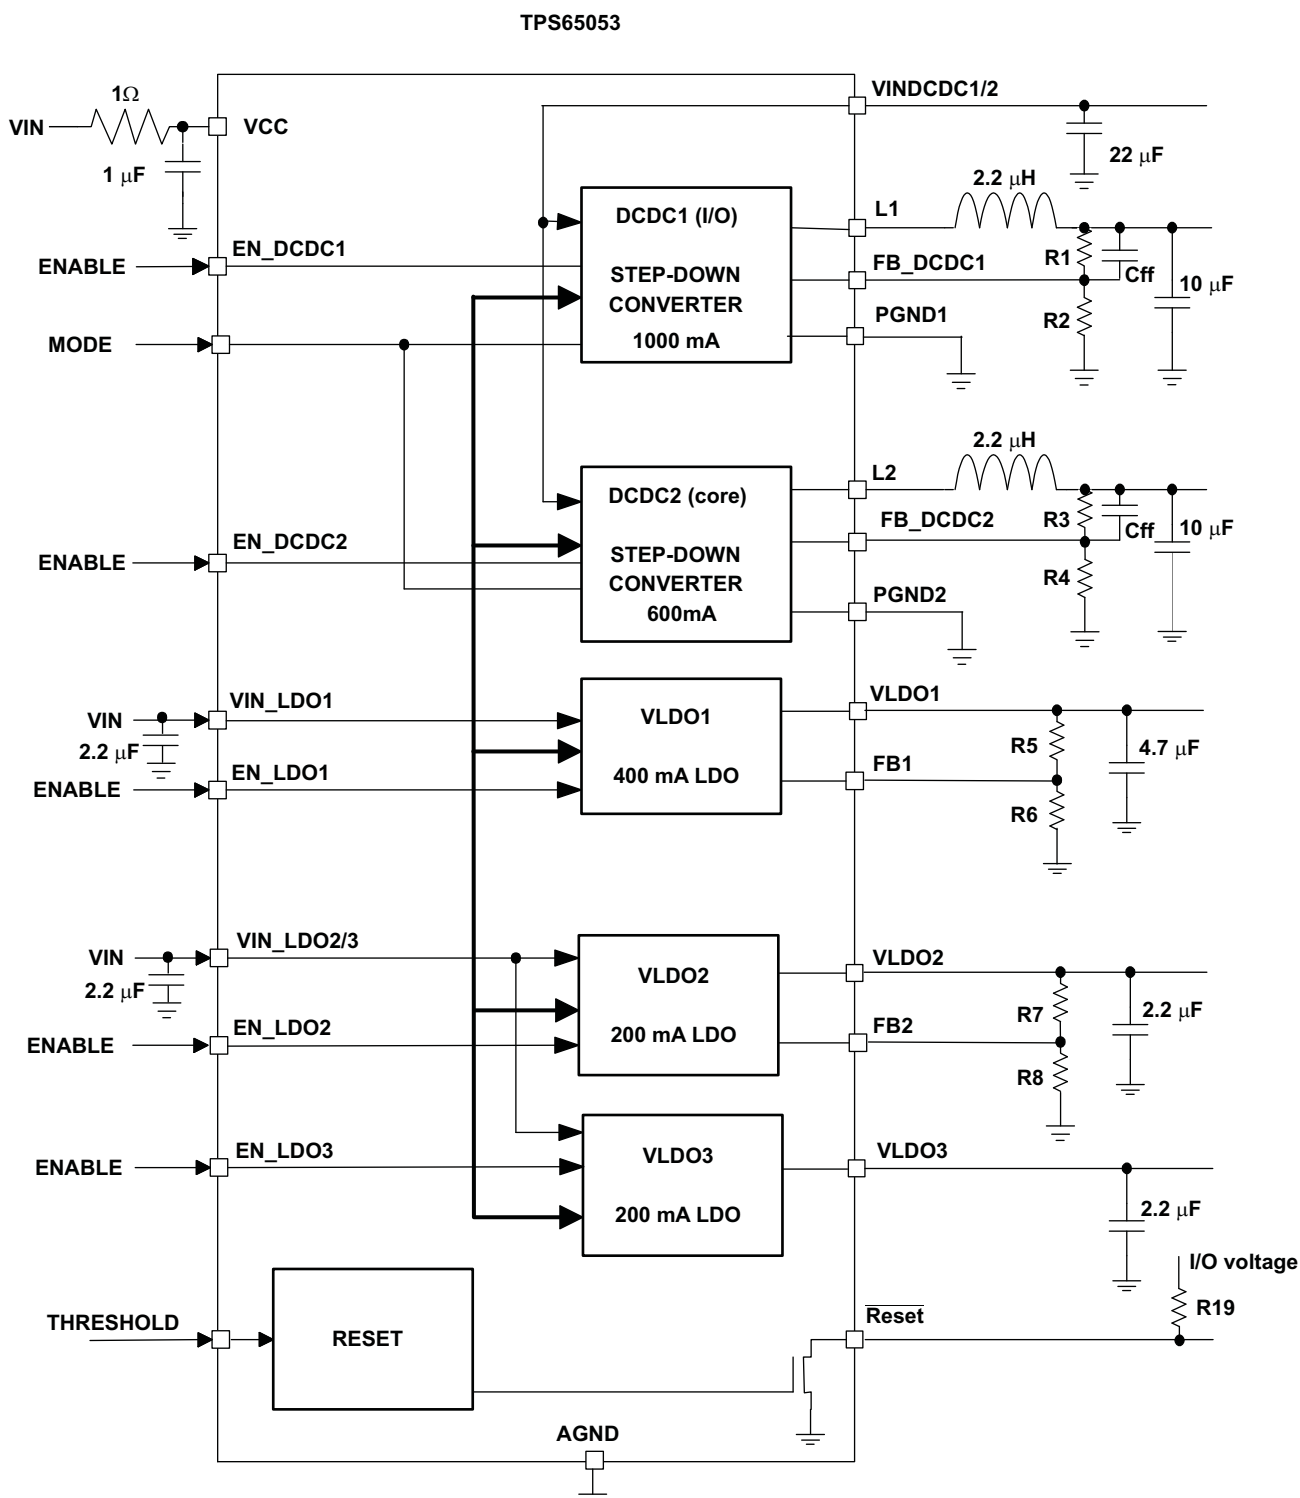 TPS65053
VINDCDC1/2
1Ω
VIN
VCC
1 μF
22 μF
2.2 μH
DCDC1 (I/O)
L1
EN_DCDC1
ENABLE
STEP-DOWN
CONVERTER
1000 mA
FB_DCDC1
R1
Cff
10 μF
PGND1
R2
MODE
2.2 μH
DCDC2 (core)
L2
EN_DCDC2
ENABLE
STEP-DOWN
CONVERTER
600mA
FB_DCDC2
R3
Cff
10 μF
R4
PGND2
VIN_LDO1
VIN
2.2 μF
VLDO1
400 mA LDO
VLDO1
R5
4.7 μF
EN_LDO1
ENABLE
FB1
R6
VIN_LDO2/3
VIN
2.2 μF
VLDO2
200 mA LDO
VLDO2
R7
2.2 μF
EN_LDO2
ENABLE
FB2
R8
EN_LDO3
ENABLE
VLDO3
200 mA LDO
VLDO3
2.2 μF
I/O voltage
R19
THRESHOLD
RESET
Reset
AGND